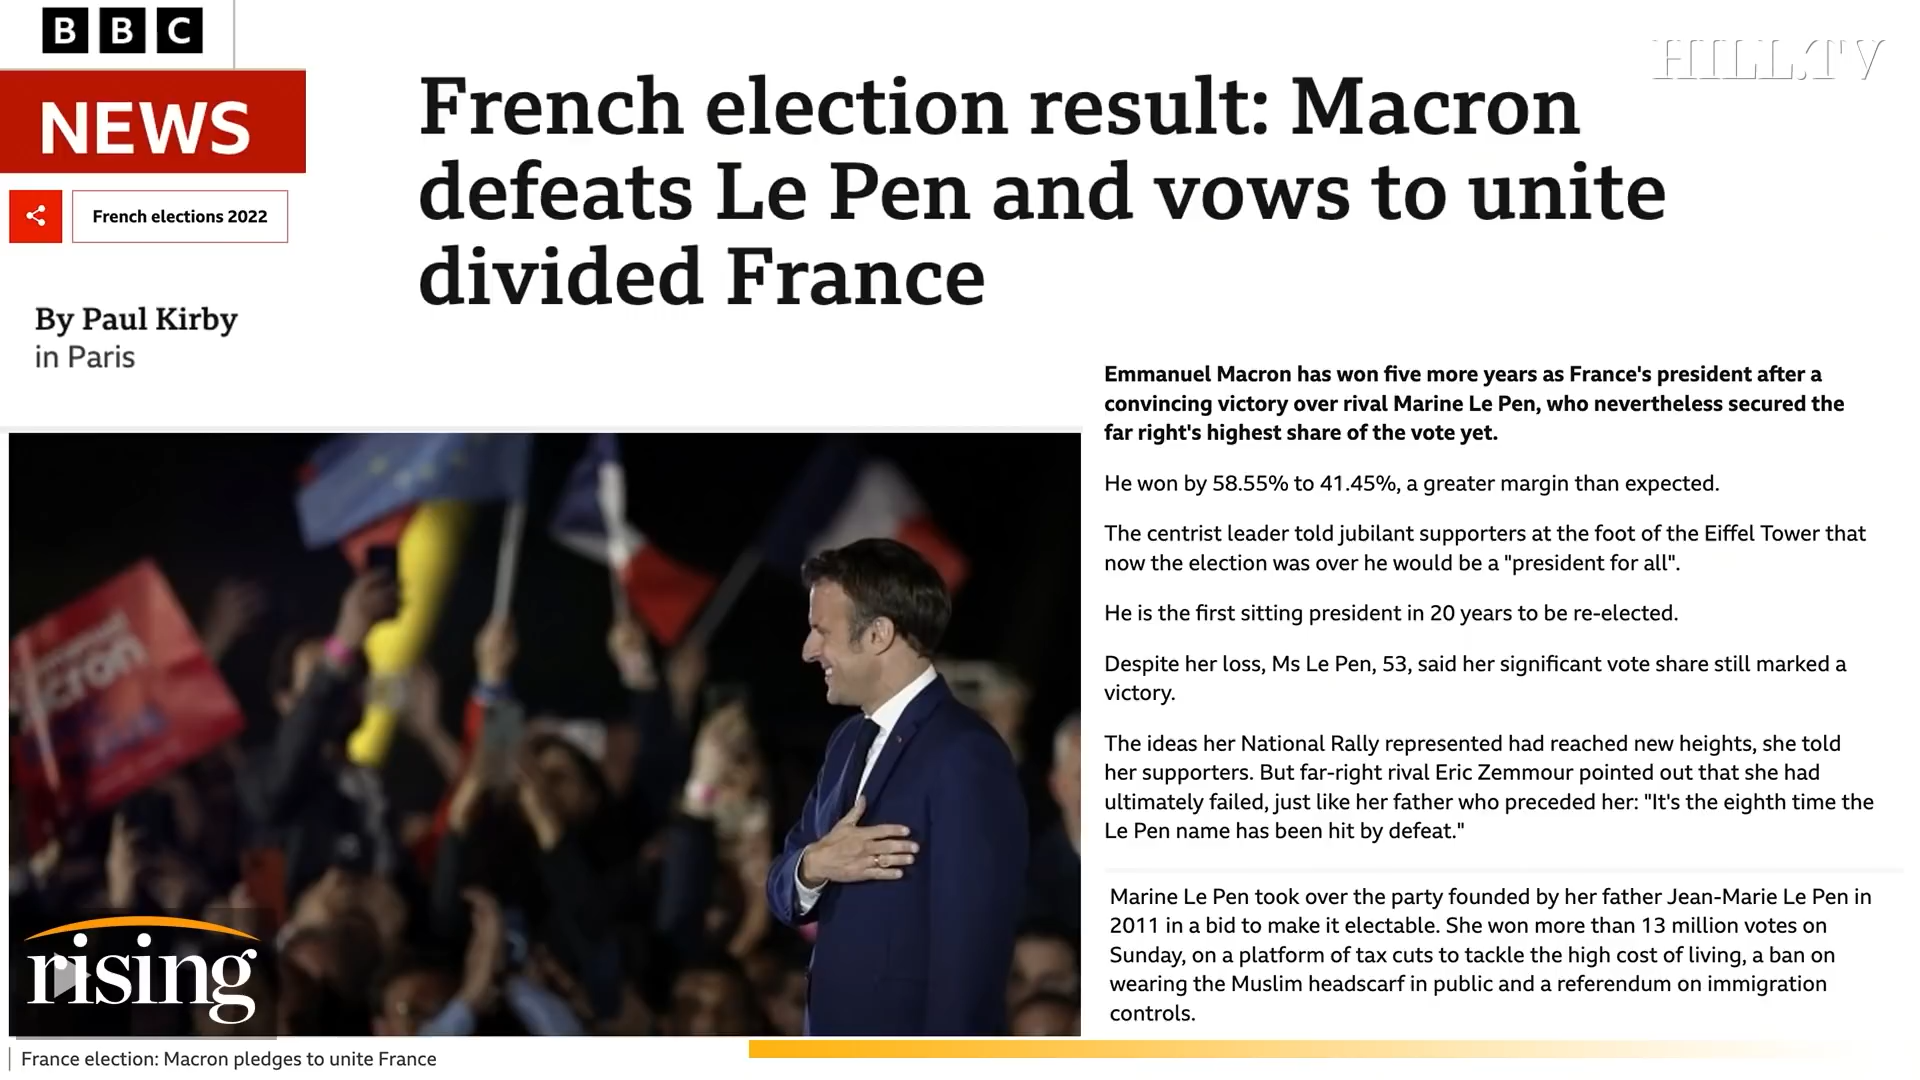 BBC
NEWS
French elections 2022
By Paul Kirby
in Paris
HILL.TV
French election result: Macron
defeats Le Pen and vows to unite
divided France
Emmanuel Macron has won five more years as France's president after a
convincing victory over rival Marine Le Pen, who nevertheless secured the
far right's highest share of the vote yet.
He won by 58.55% to 41.45%, a greater margin than expected.
The centrist leader told jubilant supporters at the foot of the Eiffel Tower that
now the election was over he would be a "president for all".
He is the first sitting president in 20 years to be re-elected.
Despite her loss, Ms Le Pen, 53, said her significant vote share still marked a
victory.
The ideas her National Rally represented had reached new heights, she told
her supporters. But far-right rival Eric Zemmour pointed out that she had
ultimately failed, just like her father who preceded her: "It's the eighth time the
Le Pen name has been hit by defeat."
Marine Le Pen took over the party founded by her father Jean-Marie Le Pen in
2011 in a bid to make it electable. She won more than 13 million votes on
Sunday, on a platform of tax cuts to tackle the high cost of living, a ban on
wearing the Muslim headscarf in public and a referendum on immigration
controls.
rising
France election: Macron pledges to unite France